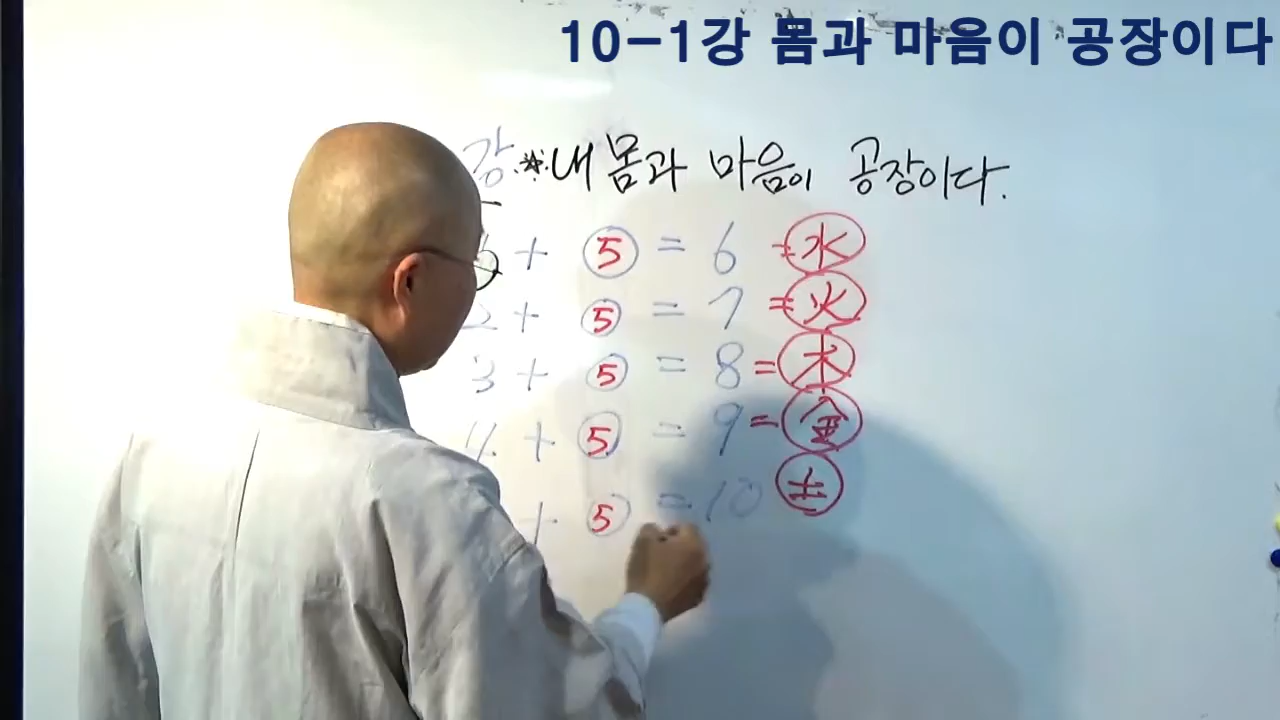 10-1강 몸과 마음이 공장이다
강 * 내 몸과 마음이 공장이다.
+ 5 = 6 = 水
2 + 5 = 7 = 火
3 + 5 = 8 = 木
4 + 5 = 9 = 金
+ 5 = 10 土